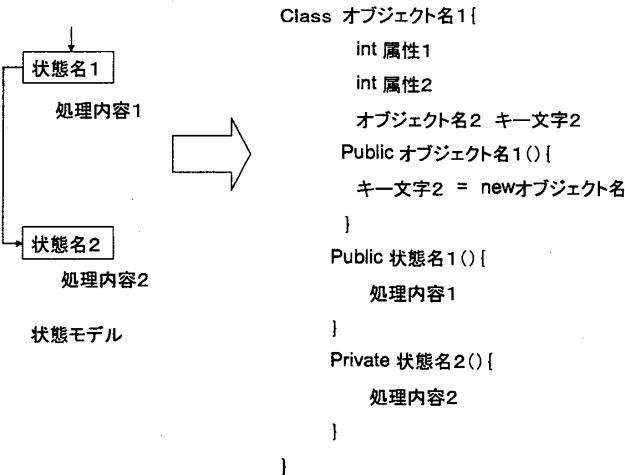 状態名1
処理内容1
状態名2
処理内容2
状態モデル
Class オブジェクト名1{
int 属性1
int 属性2
オブジェクト名2 キー文字2
Public オブジェクト名1(){
キー文字2 = newオブジェクト名
}
Public 状態名1(){
処理内容1
}
Private 状態名2(){
処理内容2
}
}